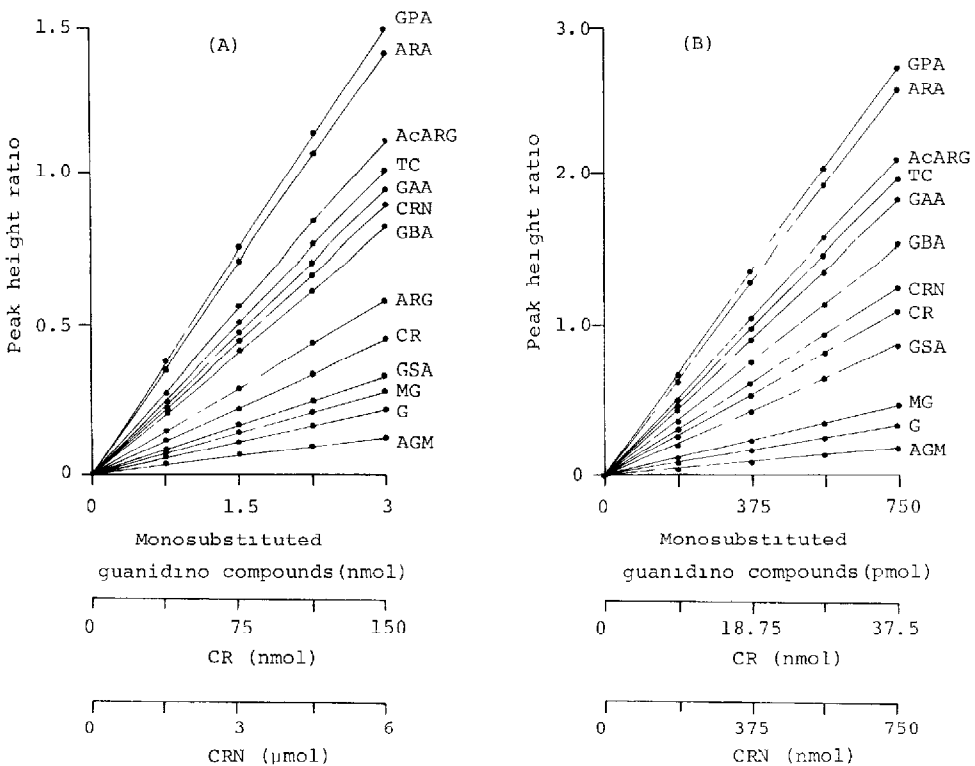 (A)
1.5
1.0
0.5
0
Peak height ratio
GPA
ARA
AcARG
TC
GAA
CRN
GBA
ARG
CR
GSA
MG
G
AGM
0 1.5 3
Monosubstituted
guanidino compounds(nmol)
0 75 150
CR (nmol)
0 3 6
CRN (μmol)
(B)
3.0
2.0
1.0
0
Peak height ratio
GPA
ARA
AcARG
TC
GAA
GBA
CRN
CR
GSA
MG
G
AGM
0 375 750
Monosubstituted
guanidino compounds(pmol)
0 18.75 37.5
CR (nmol)
0 375 750
CRN (nmol)